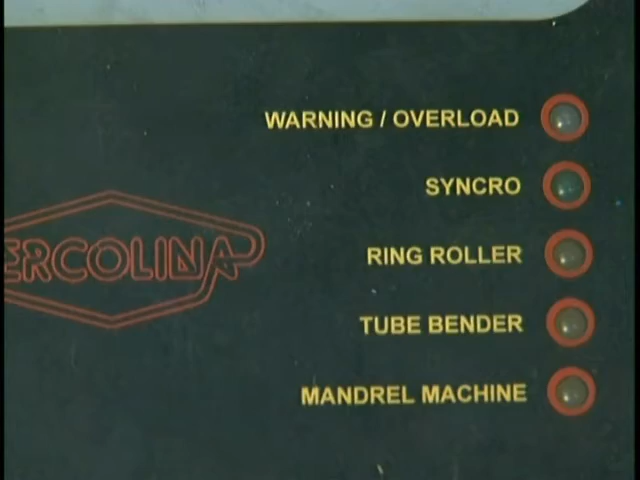 WARNING / OVERLOAD
SYNCRO
ERCOLINA
RING ROLLER
TUBE BENDER
MANDREL MACHINE